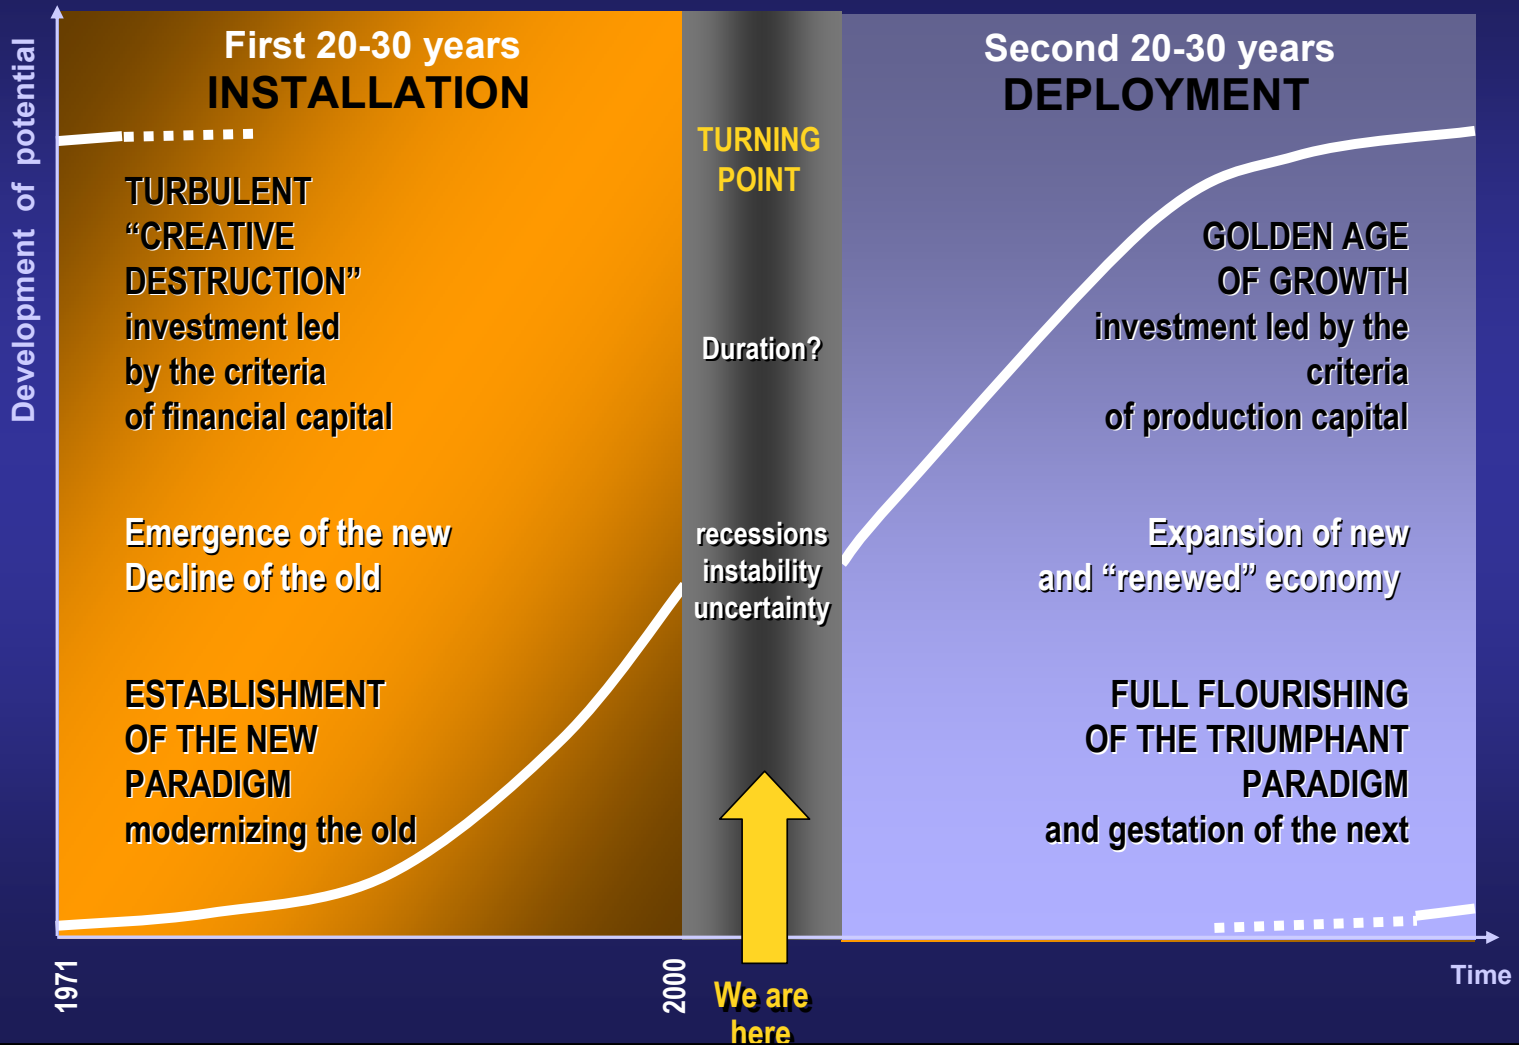 Development of potential
First 20-30 years
INSTALLATION
TURBULENT
“CREATIVE
DESTRUCTION”
investment led
by the criteria
of financial capital
Emergence of the new
Decline of the old
ESTABLISHMENT
OF THE NEW
PARADIGM
modernizing the old
TURNING
POINT
Duration?
recessions
instability
uncertainty
Second 20-30 years
DEPLOYMENT
GOLDEN AGE
OF GROWTH
investment led by the
criteria
of production capital
Expansion of new
and “renewed” economy
FULL FLOURISHING
OF THE TRIUMPHANT
PARADIGM
and gestation of the next
1971
2000
We are
here
Time